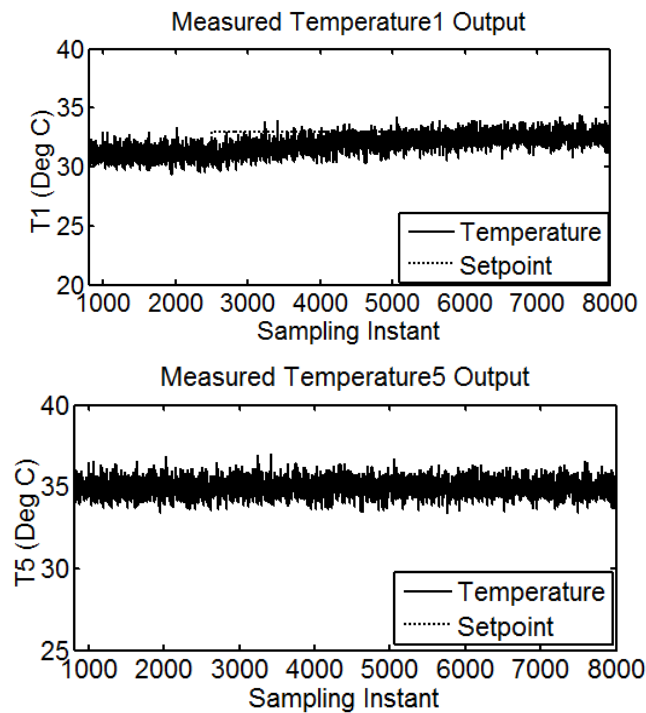 Measured Temperature1 Output
40
35
30
25
20
T1 (Deg C)
Temperature
Setpoint
1000 2000 3000 4000 5000 6000 7000 8000
Sampling Instant
Measured Temperature5 Output
40
35
30
25
T5 (Deg C)
Temperature
Setpoint
1000 2000 3000 4000 5000 6000 7000 8000
Sampling Instant